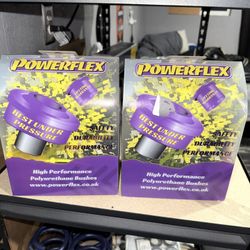 POWERFLEX
BEST UNDER
PRESSURE
SAFETY
DURABILITY
PERFORMANCE
High Performance
Polyurethane Bushes
www.powerflex.co.uk
POWERFLEX
BEST UNDER
PRESSURE
SAFETY
DURABILITY
PERFORMANCE
High Performance
Polyurethane Bushes
www.powerflex.co.uk